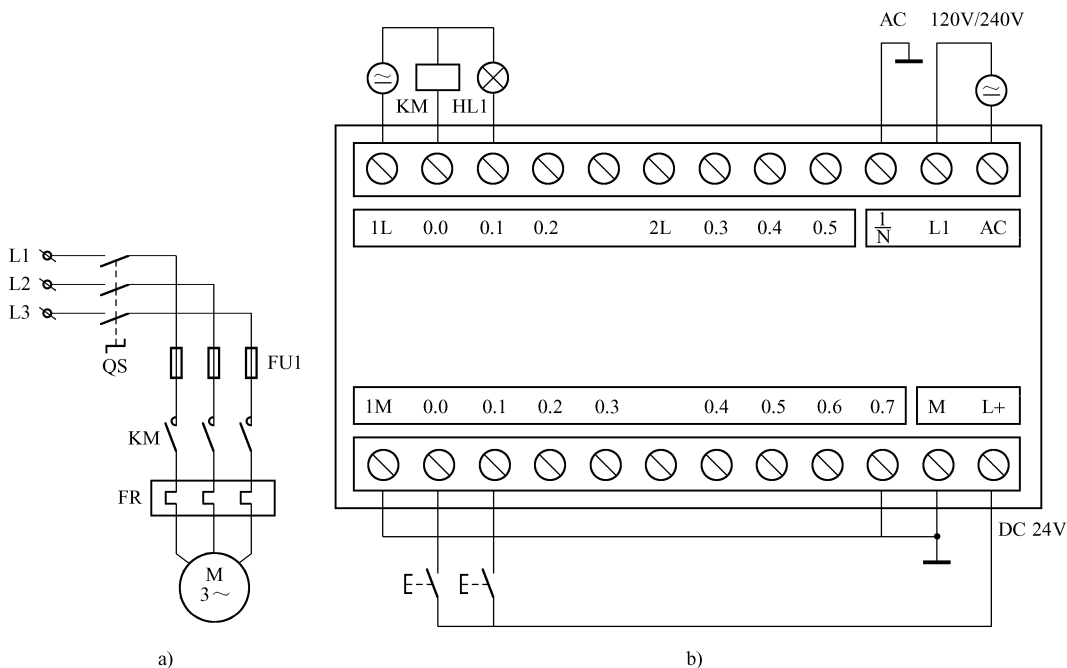 AC 120V/240V
KM HL1
1L 0.0 0.1 0.2 2L 0.3 0.4 0.5 1/N L1 AC
L1
L2
L3
QS
FU1
1M 0.0 0.1 0.2 0.3 0.4 0.5 0.6 0.7 M L+
KM
FR
DC 24V
M
3～
a) b)